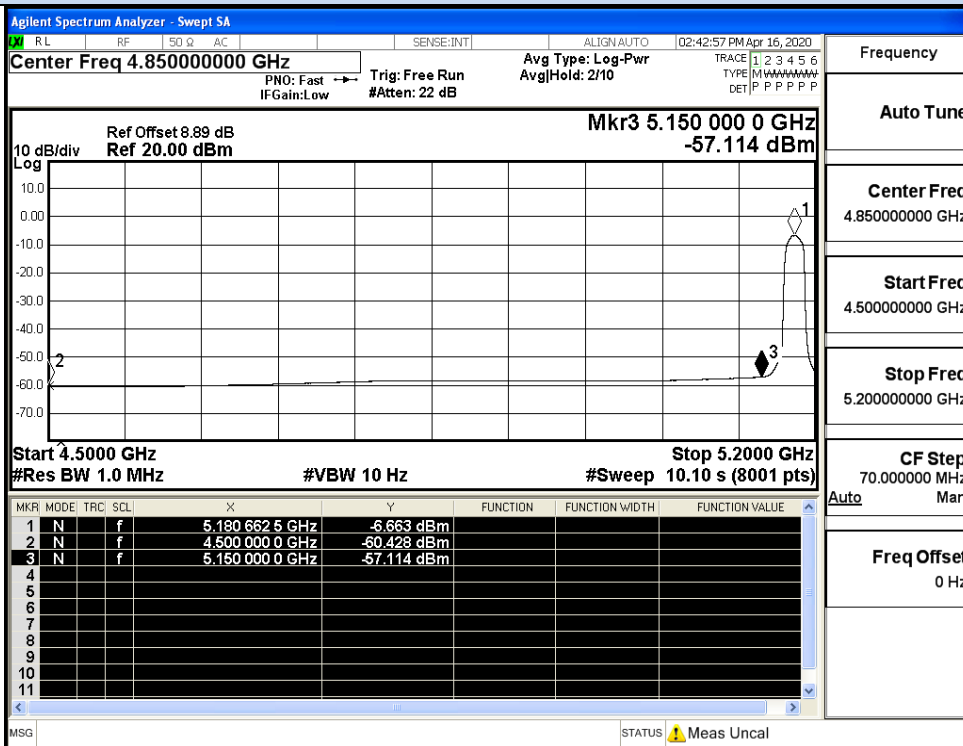 Agilent Spectrum Analyzer - Swept SA
LXI RL RF 50 Ω AC SENSE:INT ALIGN AUTO 02:42:57 PM Apr 16, 2020
Center Freq 4.850000000 GHz
PNO: Fast
IFGain:Low
Trig: Free Run
#Atten: 22 dB
Avg Type: Log-Pwr
Avg|Hold: 2/10
TRACE 1 2 3 4 5 6
TYPE M W W W W W
DET P P P P P P
Mkr3 5.150 000 0 GHz
-57.114 dBm
Ref Offset 8.89 dB
10 dB/div Ref 20.00 dBm
Log
10.0
0.00
-10.0
-20.0
-30.0
-40.0
-50.0
-60.0
-70.0
1
2
3
Start 4.5000 GHz Stop 5.2000 GHz
#Res BW 1.0 MHz #VBW 10 Hz #Sweep 10.10 s (8001 pts)
MKR MODE TRC SCL X Y FUNCTION FUNCTION WIDTH FUNCTION VALUE
1 N f 5.180 662 5 GHz -6.663 dBm
2 N f 4.500 000 0 GHz -60.428 dBm
3 N f 5.150 000 0 GHz -57.114 dBm
4
5
6
7
8
9
10
11
MSG STATUS Meas Uncal
Frequency
Auto Tune
Center Freq
4.850000000 GHz
Start Freq
4.500000000 GHz
Stop Freq
5.200000000 GHz
CF Step
70.000000 MHz
Auto Man
Freq Offset
0 Hz